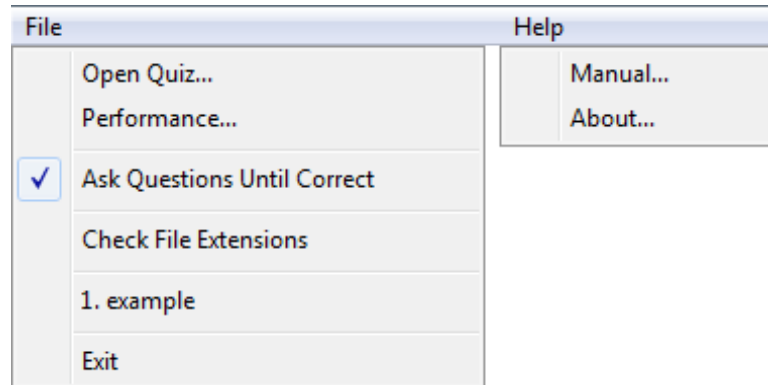 File
Open Quiz...
Performance...
Ask Questions Until Correct
Check File Extensions
1. example
Exit
Help
Manual...
About...